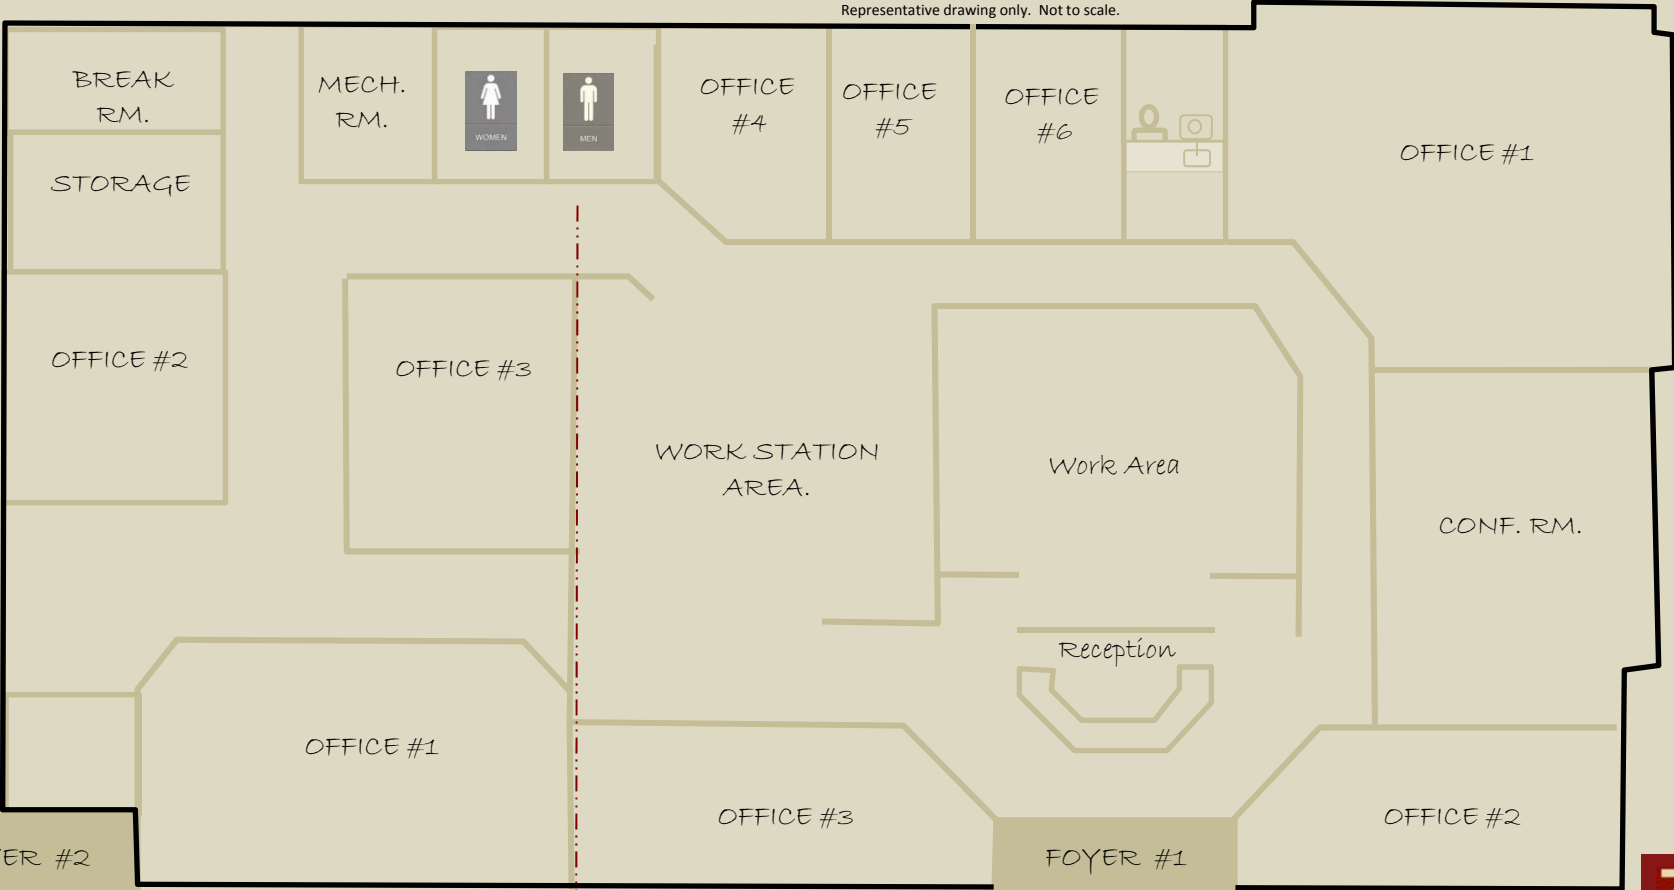 Representative drawing only.  Not to scale.
BREAK
RM.
MECH.
RM.
WOMEN
MEN
OFFICE
#4
OFFICE
#5
OFFICE
#6
OFFICE #1
STORAGE
OFFICE #2
OFFICE #3
WORK STATION
AREA.
Work Area
CONF. RM.
Reception
OFFICE #1
OFFICE #3
OFFICE #2
ER #2
FOYER #1